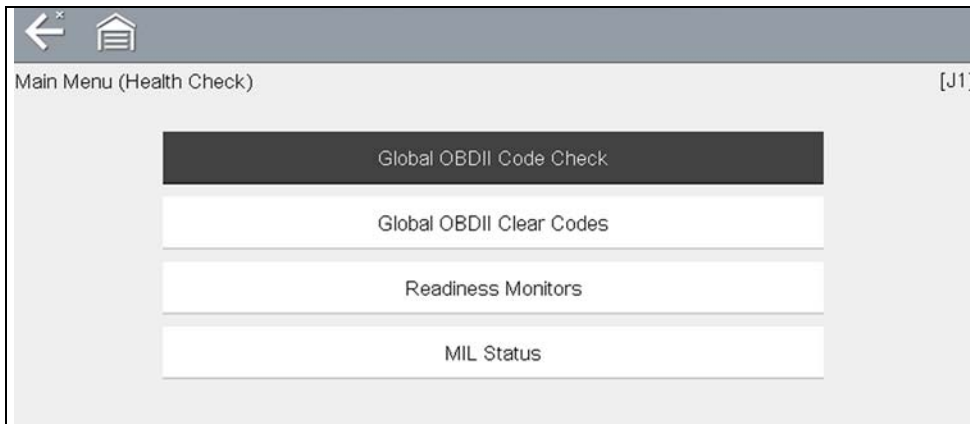 Main Menu (Health Check) [J1]
Global OBDII Code Check
Global OBDII Clear Codes
Readiness Monitors
MIL Status